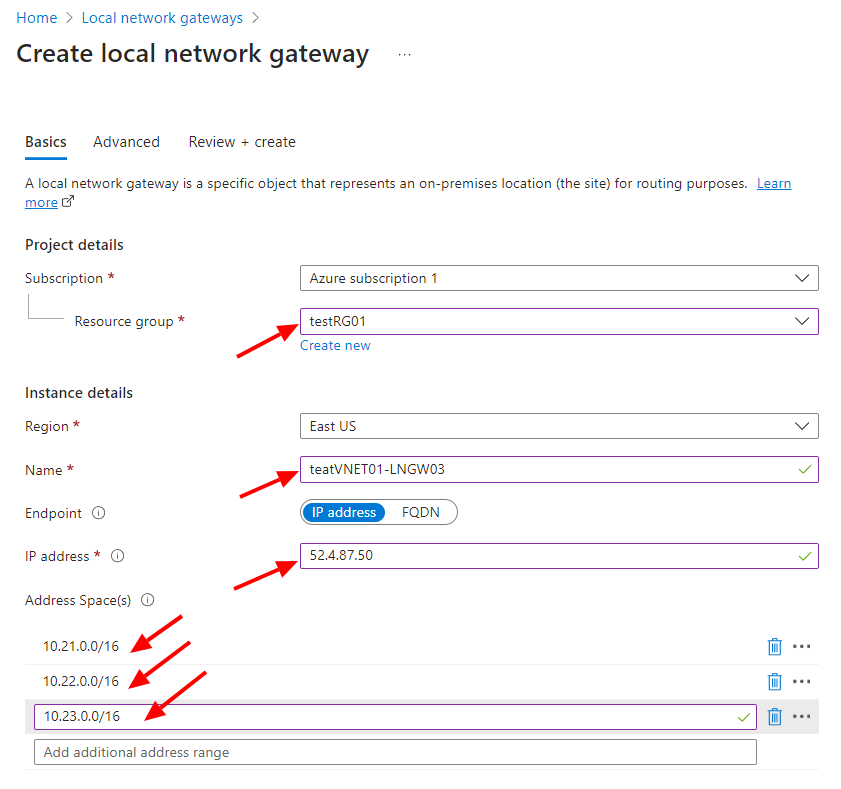 Home > Local network gateways >
Create local network gateway ...
Basics Advanced Review + create
A local network gateway is a specific object that represents an on-premises location (the site) for routing purposes. Learn
more
Project details
Subscription * Azure subscription 1
Resource group * testRG01
Create new
Instance details
Region * East US
Name * teatVNET01-LNGW03
Endpoint IP address FQDN
IP address * 52.4.87.50
Address Space(s)
10.21.0.0/16
10.22.0.0/16
10.23.0.0/16
Add additional address range